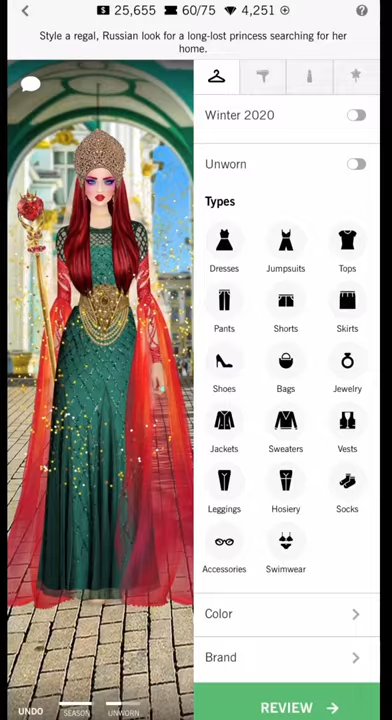 25,655 60/75 4,251
Style a regal, Russian look for a long-lost princess searching for her
home.
Winter 2020
Unworn
Types
Dresses Jumpsuits Tops
Pants Shorts Skirts
Shoes Bags Jewelry
Jackets Sweaters Vests
Leggings Hosiery Socks
Accessories Swimwear
Color
Brand
UNDO SEASON UNWORN
REVIEW